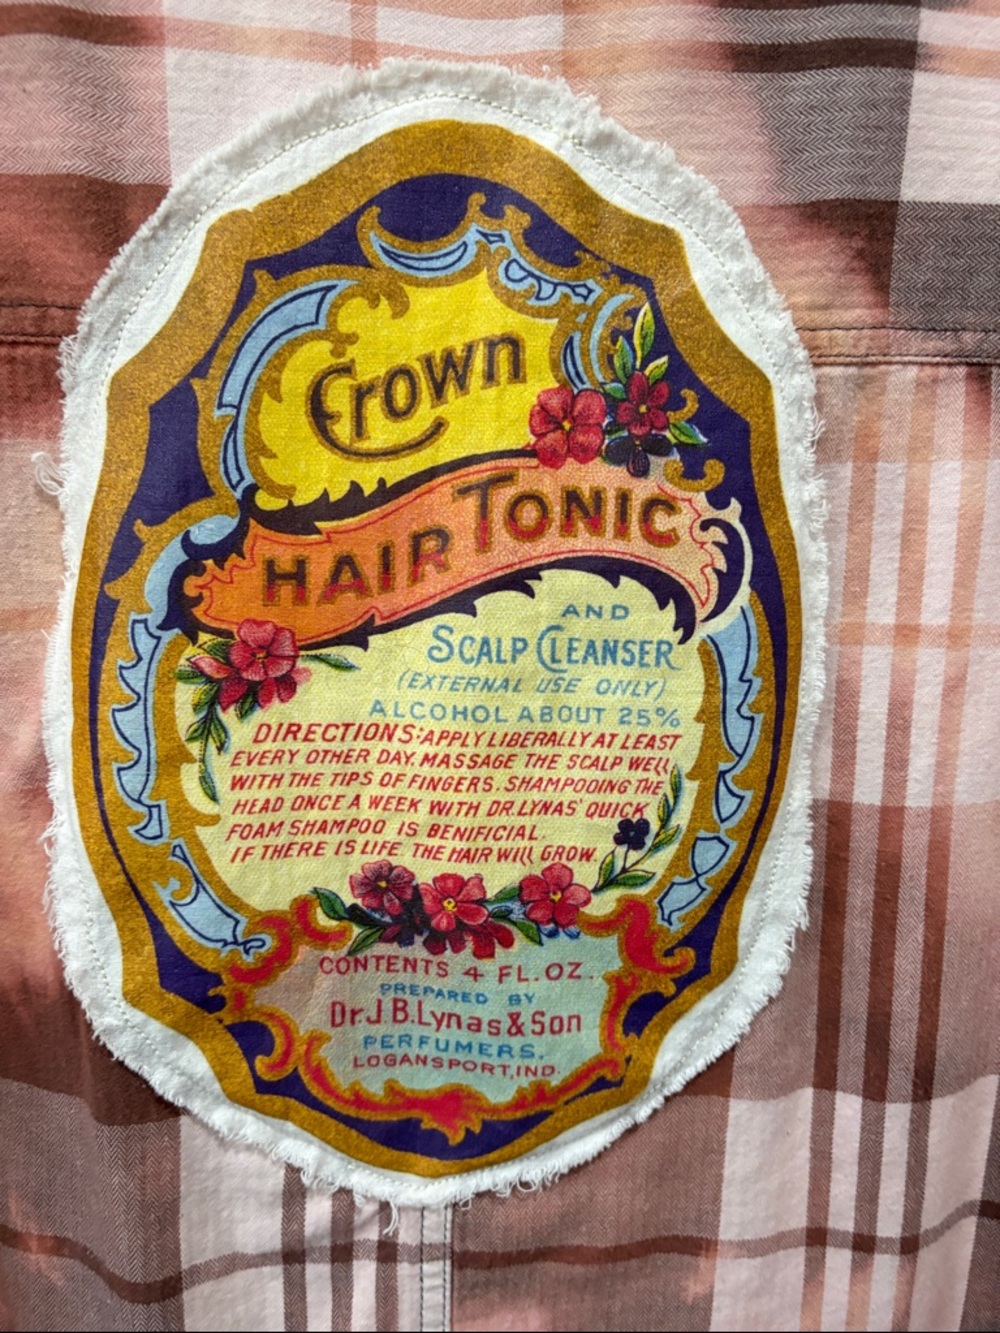 Crown
HAIR TONIC
AND
SCALP CLEANSER
(EXTERNAL USE ONLY)
ALCOHOL ABOUT 25%
DIRECTIONS: APPLY LIBERALLY AT LEAST
EVERY OTHER DAY. MASSAGE THE SCALP WELL
WITH THE TIPS OF FINGERS. SHAMPOOING THE
HEAD ONCE A WEEK WITH DR. LYNAS' QUICK
FOAM SHAMPOO IS BENIFICIAL.
IF THERE IS LIFE THE HAIR WILL GROW.
CONTENTS 4 FL. OZ.
PREPARED BY
Dr. J. B. Lynas & Son
PERFUMERS.
LOGANSPORT, IND.